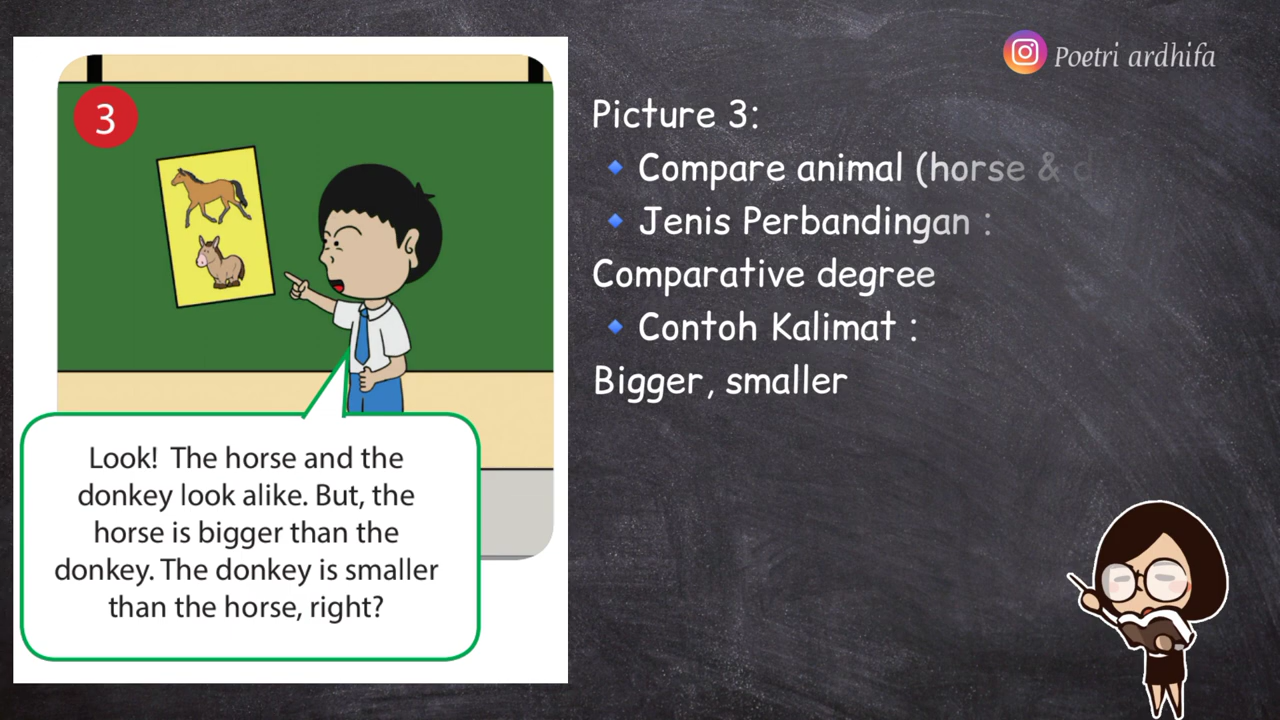 3
Look! The horse and the
donkey look alike. But, the
horse is bigger than the
donkey. The donkey is smaller
than the horse, right?
Poetri ardhifa
Picture 3:
Compare animal (horse &
Jenis Perbandingan :
Comparative degree
Contoh Kalimat :
Bigger, smaller